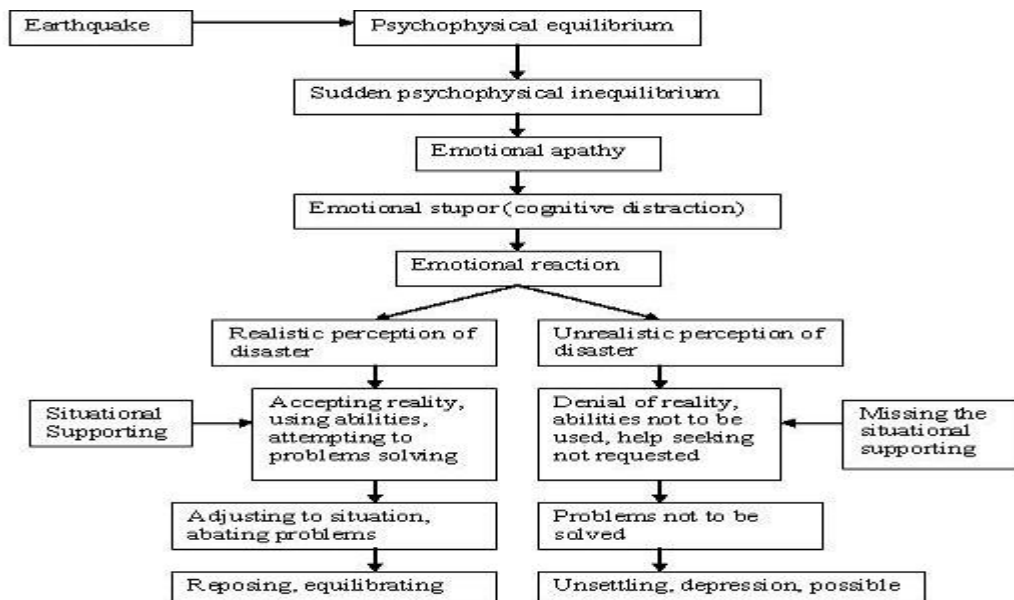 Earthquake
Psychophysical equilibrium
Sudden psychophysical inequilibrium
Emotional apathy
Emotional stupor (cognitive distraction)
Emotional reaction
Realistic perception of
disaster
Unrealistic perception of
disaster
Situational
Supporting
Accepting reality,
using abilities,
attempting to
problems solving
Denial of reality,
abilities not to be
used, help seeking
not requested
Missing the
situational
supporting
Adjusting to situation,
abating problems
Problems not to be
solved
Reposing, equilibrating
Unsettling, depression, possible